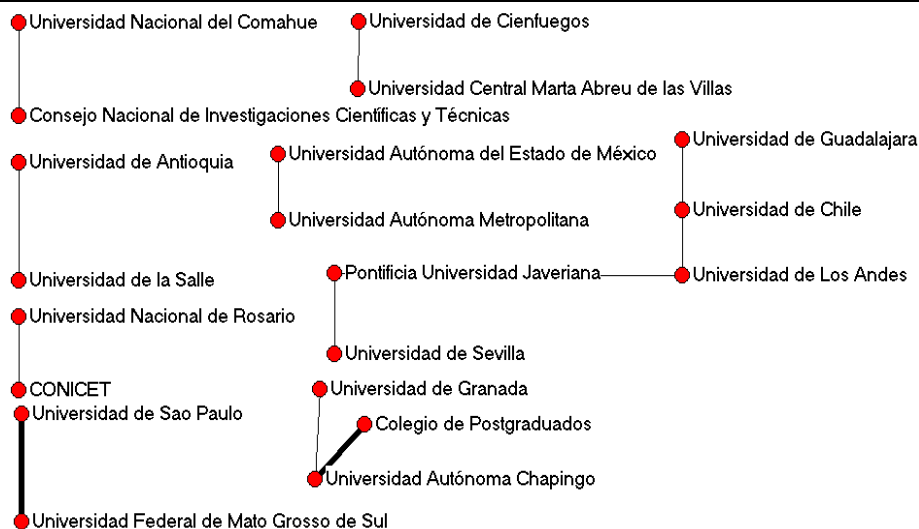 Universidad Nacional del Comahue
Universidad de Cienfuegos
Universidad Central Marta Abreu de las Villas
Consejo Nacional de Investigaciones Científicas y Técnicas
Universidad de Guadalajara
Universidad de Antioquia
Universidad Autónoma del Estado de México
Universidad de Chile
Universidad Autónoma Metropolitana
Universidad de la Salle
Pontificia Universidad Javeriana
Universidad de Los Andes
Universidad Nacional de Rosario
Universidad de Sevilla
CONICET
Universidad de Granada
Universidad de Sao Paulo
Colegio de Postgraduados
Universidad Autónoma Chapingo
Universidad Federal de Mato Grosso de Sul